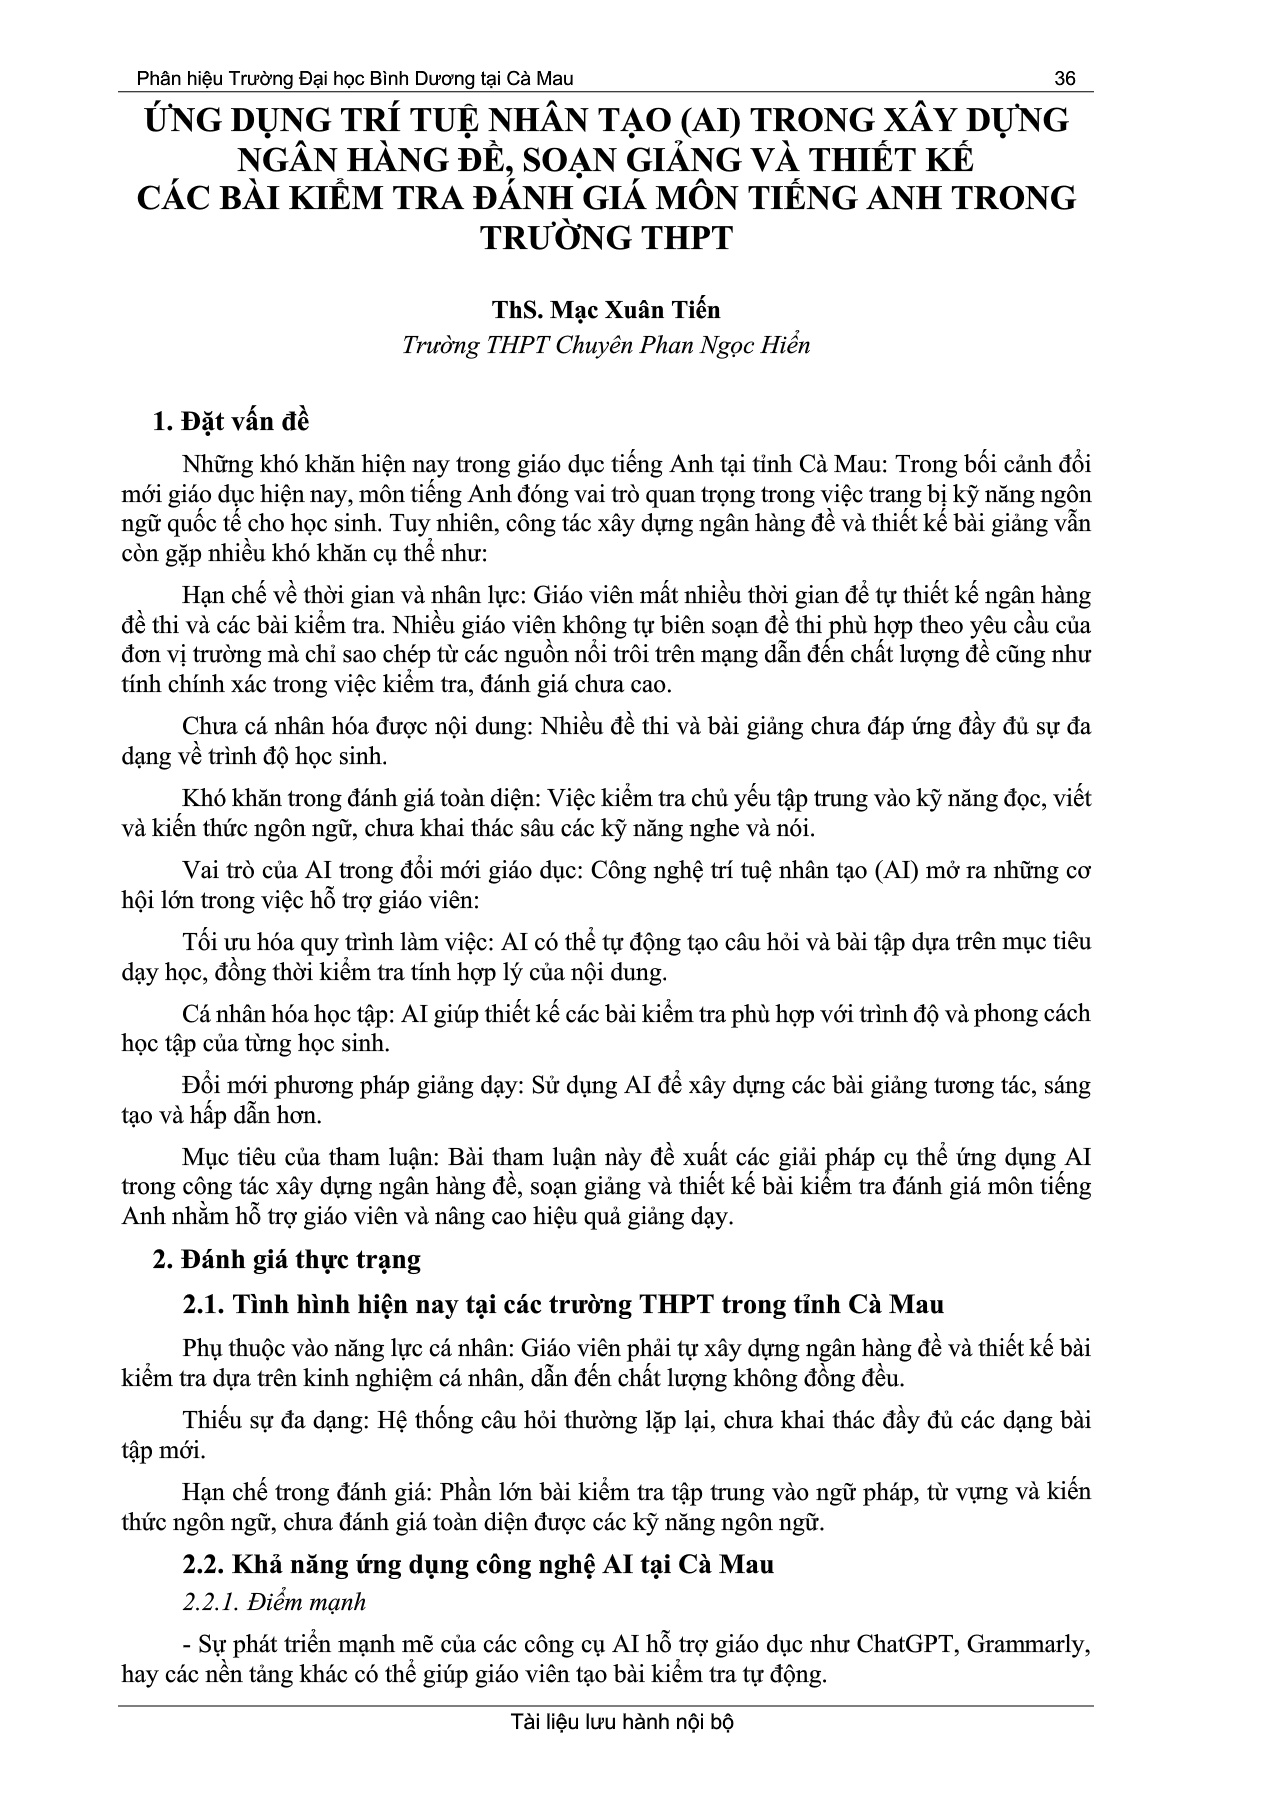 Phân hiệu Trường Đại học Bình Dương tại Cà Mau 36
ỨNG DỤNG TRÍ TUỆ NHÂN TẠO (AI) TRONG XÂY DỰNG
NGÂN HÀNG ĐỀ, SOẠN GIẢNG VÀ THIẾT KẾ
CÁC BÀI KIỂM TRA ĐÁNH GIÁ MÔN TIẾNG ANH TRONG
TRƯỜNG THPT
ThS. Mạc Xuân Tiến
Trường THPT Chuyên Phan Ngọc Hiển
1. Đặt vấn đề
Những khó khăn hiện nay trong giáo dục tiếng Anh tại tỉnh Cà Mau: Trong bối cảnh đổi
mới giáo dục hiện nay, môn tiếng Anh đóng vai trò quan trọng trong việc trang bị kỹ năng ngôn
ngữ quốc tế cho học sinh. Tuy nhiên, công tác xây dựng ngân hàng đề và thiết kế bài giảng vẫn
còn gặp nhiều khó khăn cụ thể như:
Hạn chế về thời gian và nhân lực: Giáo viên mất nhiều thời gian để tự thiết kế ngân hàng
đề thi và các bài kiểm tra. Nhiều giáo viên không tự biên soạn đề thi phù hợp theo yêu cầu của
đơn vị trường mà chỉ sao chép từ các nguồn nổi trôi trên mạng dẫn đến chất lượng đề cũng như
tính chính xác trong việc kiểm tra, đánh giá chưa cao.
Chưa cá nhân hóa được nội dung: Nhiều đề thi và bài giảng chưa đáp ứng đầy đủ sự đa
dạng về trình độ học sinh.
Khó khăn trong đánh giá toàn diện: Việc kiểm tra chủ yếu tập trung vào kỹ năng đọc, viết
và kiến thức ngôn ngữ, chưa khai thác sâu các kỹ năng nghe và nói.
Vai trò của AI trong đổi mới giáo dục: Công nghệ trí tuệ nhân tạo (AI) mở ra những cơ
hội lớn trong việc hỗ trợ giáo viên:
Tối ưu hóa quy trình làm việc: AI có thể tự động tạo câu hỏi và bài tập dựa trên mục tiêu
dạy học, đồng thời kiểm tra tính hợp lý của nội dung.
Cá nhân hóa học tập: AI giúp thiết kế các bài kiểm tra phù hợp với trình độ và phong cách
học tập của từng học sinh.
Đổi mới phương pháp giảng dạy: Sử dụng AI để xây dựng các bài giảng tương tác, sáng
tạo và hấp dẫn hơn.
Mục tiêu của tham luận: Bài tham luận này đề xuất các giải pháp cụ thể ứng dụng AI
trong công tác xây dựng ngân hàng đề, soạn giảng và thiết kế bài kiểm tra đánh giá môn tiếng
Anh nhằm hỗ trợ giáo viên và nâng cao hiệu quả giảng dạy.
2. Đánh giá thực trạng
2.1. Tình hình hiện nay tại các trường THPT trong tỉnh Cà Mau
Phụ thuộc vào năng lực cá nhân: Giáo viên phải tự xây dựng ngân hàng đề và thiết kế bài
kiểm tra dựa trên kinh nghiệm cá nhân, dẫn đến chất lượng không đồng đều.
Thiếu sự đa dạng: Hệ thống câu hỏi thường lặp lại, chưa khai thác đầy đủ các dạng bài
tập mới.
Hạn chế trong đánh giá: Phần lớn bài kiểm tra tập trung vào ngữ pháp, từ vựng và kiến
thức ngôn ngữ, chưa đánh giá toàn diện được các kỹ năng ngôn ngữ.
2.2. Khả năng ứng dụng công nghệ AI tại Cà Mau
2.2.1. Điểm mạnh
- Sự phát triển mạnh mẽ của các công cụ AI hỗ trợ giáo dục như ChatGPT, Grammarly,
hay các nền tảng khác có thể giúp giáo viên tạo bài kiểm tra tự động.
Tài liệu lưu hành nội bộ